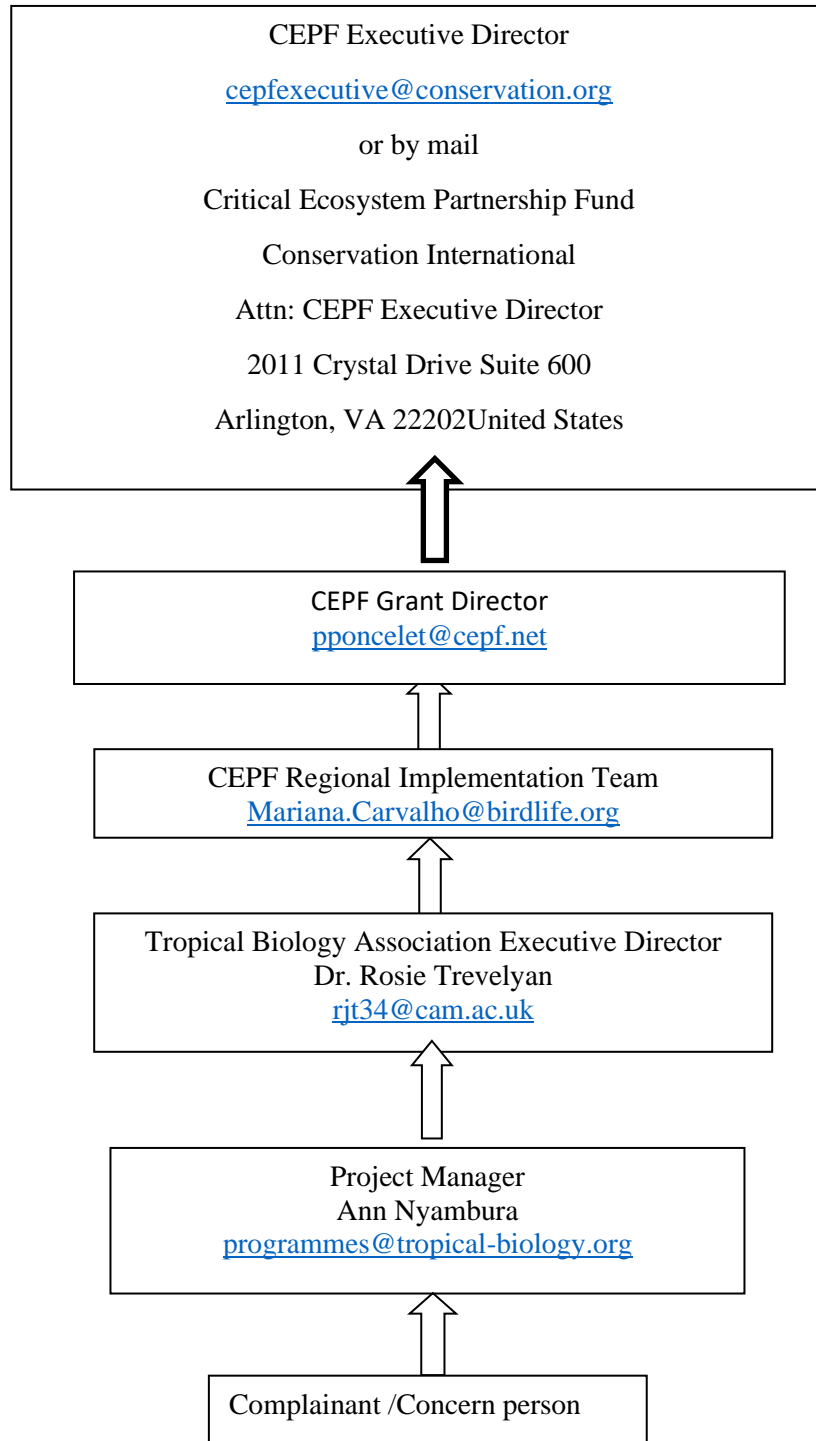 CEPF Executive Director
cepfexecutive@conservation.org
or by mail
Critical Ecosystem Partnership Fund
Conservation International
Attn: CEPF Executive Director
2011 Crystal Drive Suite 600
Arlington, VA 22202United States
CEPF Grant Director
pponcelet@cepf.net
CEPF Regional Implementation Team
Mariana.Carvalho@birdlife.org
Tropical Biology Association Executive Director
Dr. Rosie Trevelyan
rjt34@cam.ac.uk
Project Manager
Ann Nyambura
programmes@tropical-biology.org
Complainant /Concern person